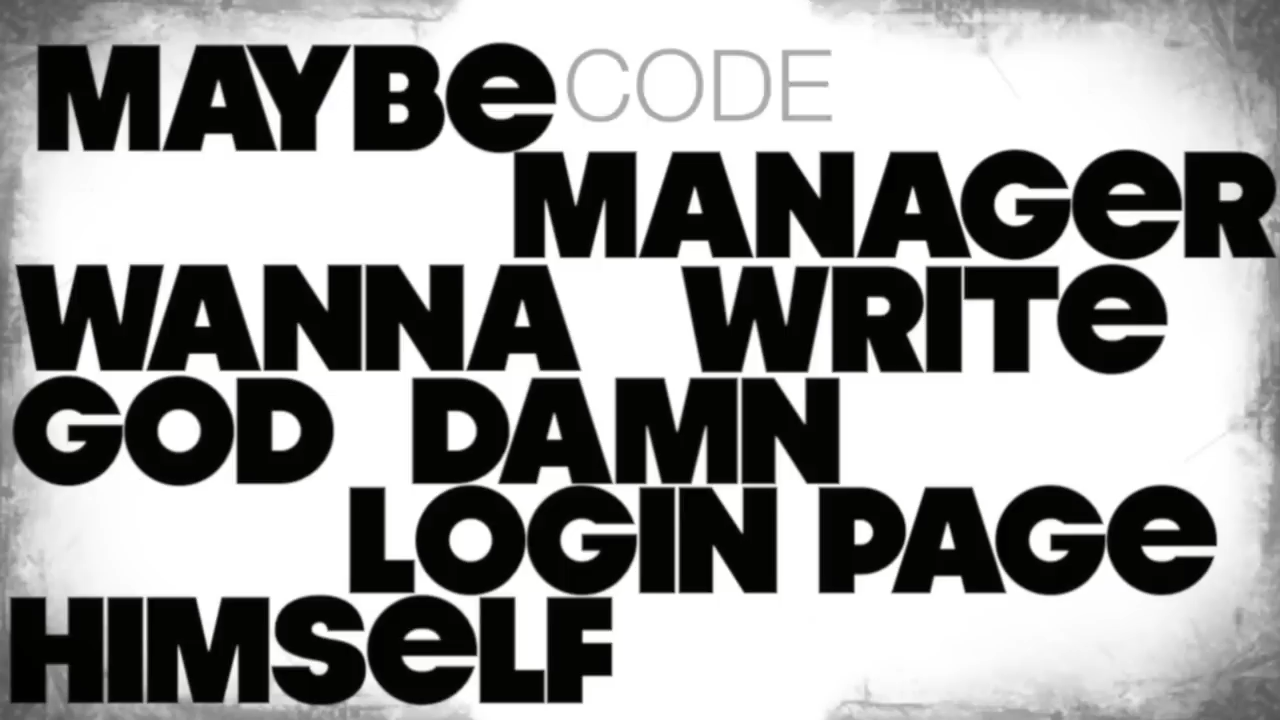 MAYBe CODE
MANAGeR
WANNA WRITe
GOD DAMN
LOGIN PAGe
HIMSeLF